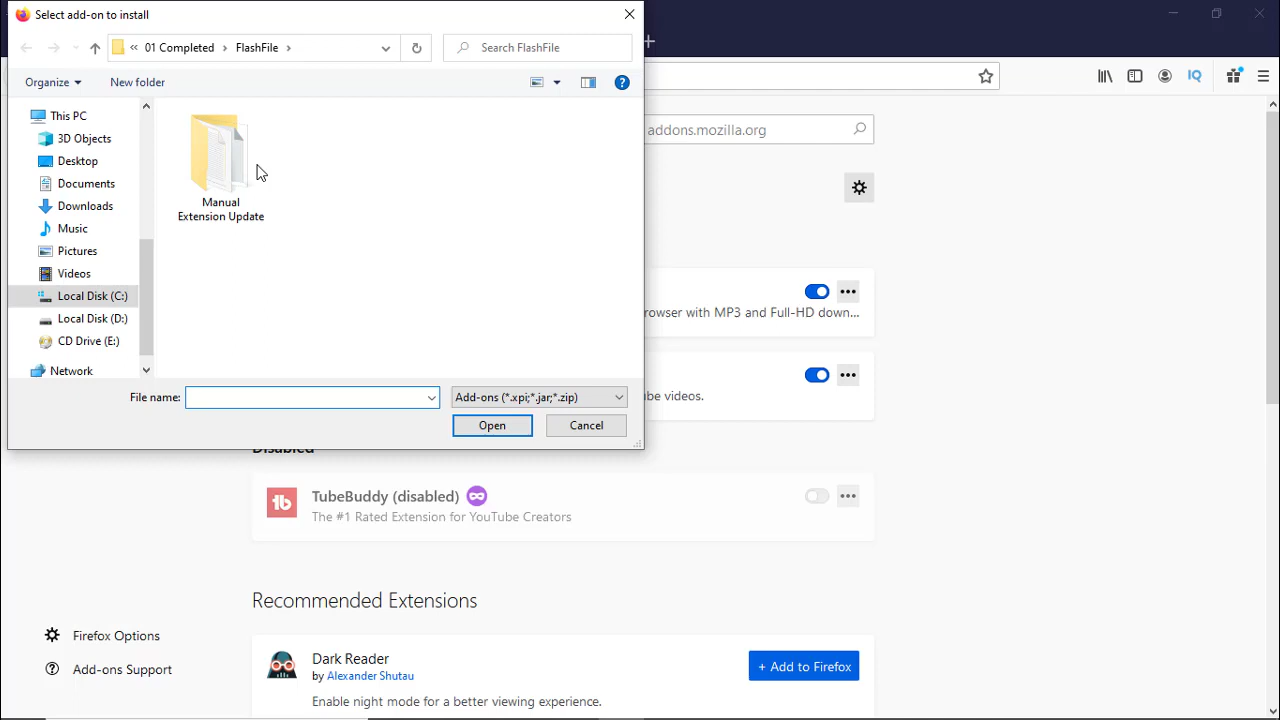 Select add-on to install
01 Completed
FlashFile
Search FlashFile
Organize
New folder
This PC
3D Objects
Desktop
Documents
Downloads
Music
Pictures
Videos
Local Disk (C:)
Local Disk (D:)
CD Drive (E:)
Network
Manual
Extension Update
File name:
Add-ons (*.xpi;*.jar;*.zip)
Open
Cancel
IQ
addons.mozilla.org
rowser with MP3 and Full-HD down...
be videos.
Disabled
tb
TubeBuddy (disabled)
The #1 Rated Extension for YouTube Creators
Recommended Extensions
Firefox Options
Add-ons Support
Dark Reader
by Alexander Shutau
Enable night mode for a better viewing experience.
+ Add to Firefox